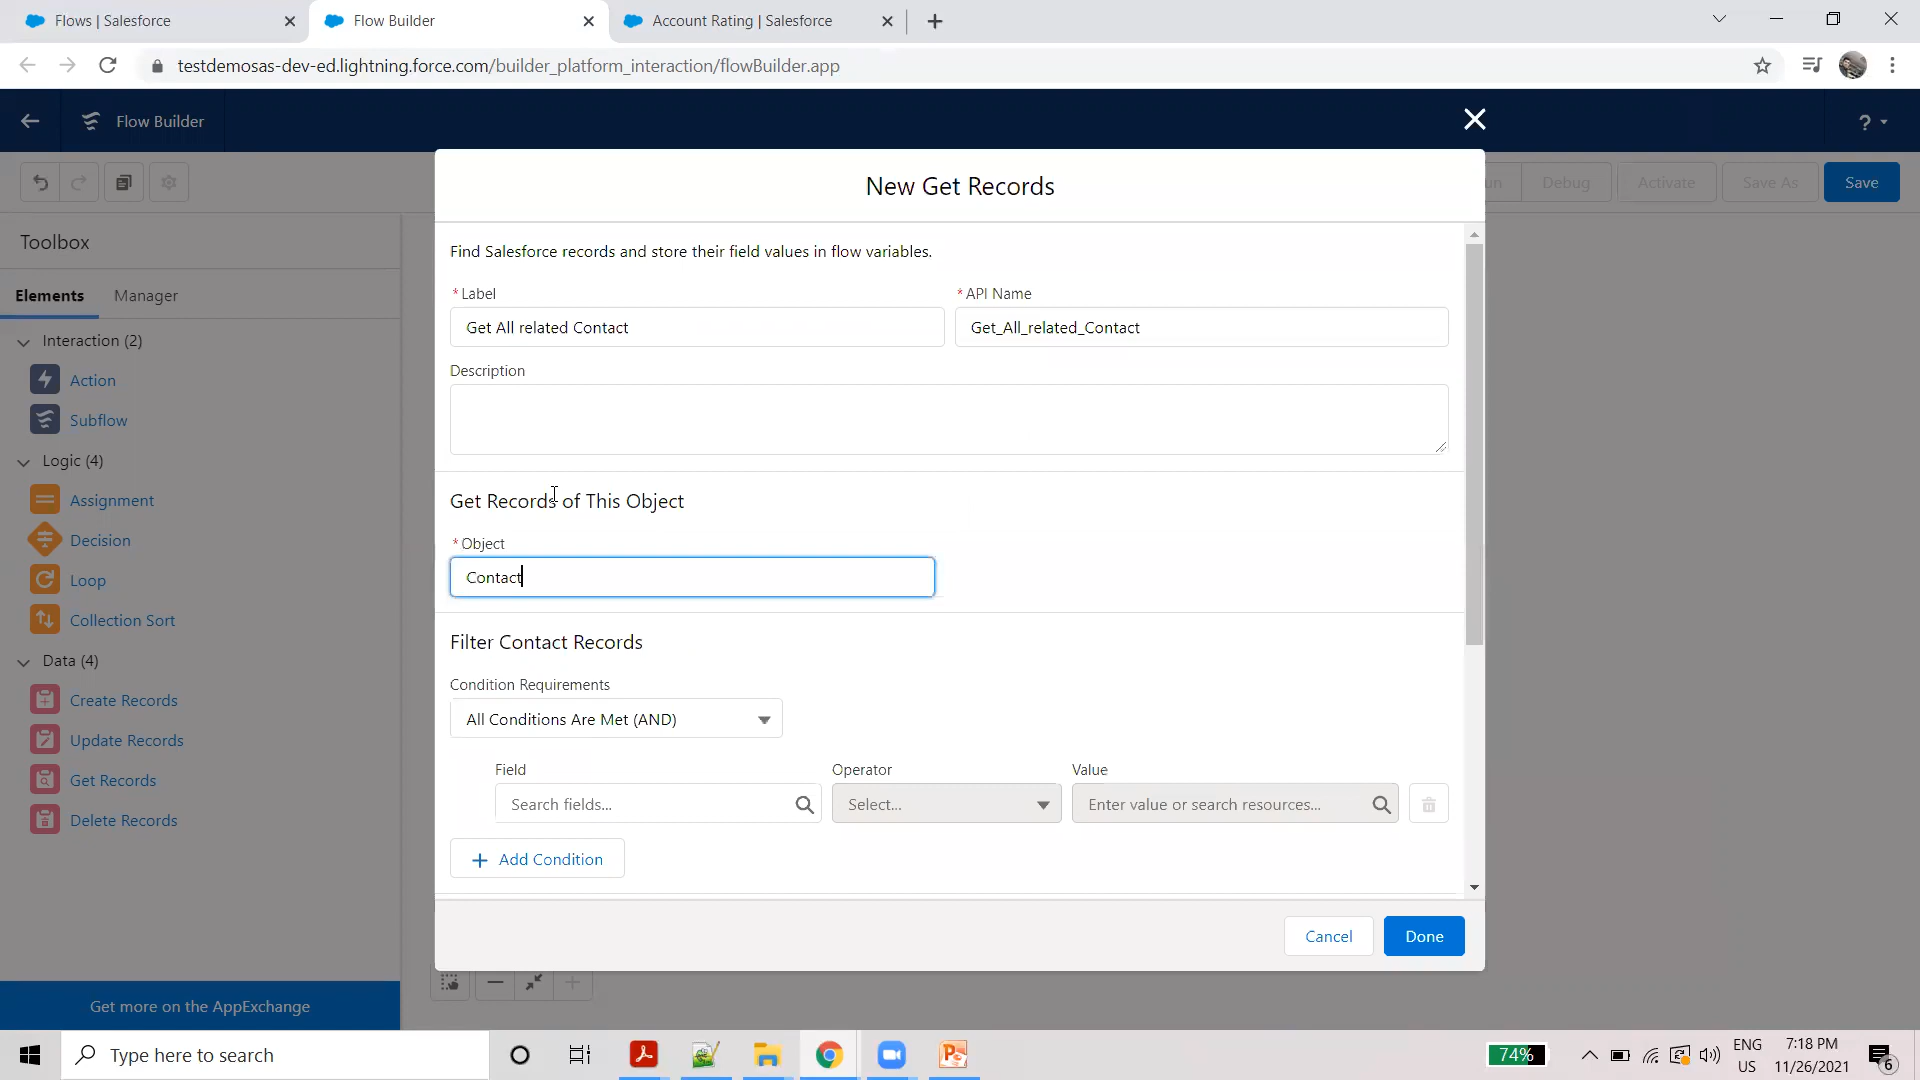 Flows | Salesforce
Flow Builder
Account Rating | Salesforce
testdemosas-dev-ed.lightning.force.com/builder_platform_interaction/flowBuilder.app
Flow Builder
?
New Get Records
Debug
Activate
Save As
Save
Toolbox
Elements
Manager
Interaction (2)
Action
Subflow
Logic (4)
Assignment
Decision
Loop
Collection Sort
Data (4)
Create Records
Update Records
Get Records
Delete Records
Get more on the AppExchange
Find Salesforce records and store their field values in flow variables.
* Label
* API Name
Get All related Contact
Get_All_related_Contact
Description
Get Records of This Object
* Object
Contact
Filter Contact Records
Condition Requirements
All Conditions Are Met (AND)
Field
Operator
Value
Search fields...
Select...
Enter value or search resources...
+ Add Condition
Cancel
Done
Type here to search
74%
ENG
US
7:18 PM
11/26/2021
6